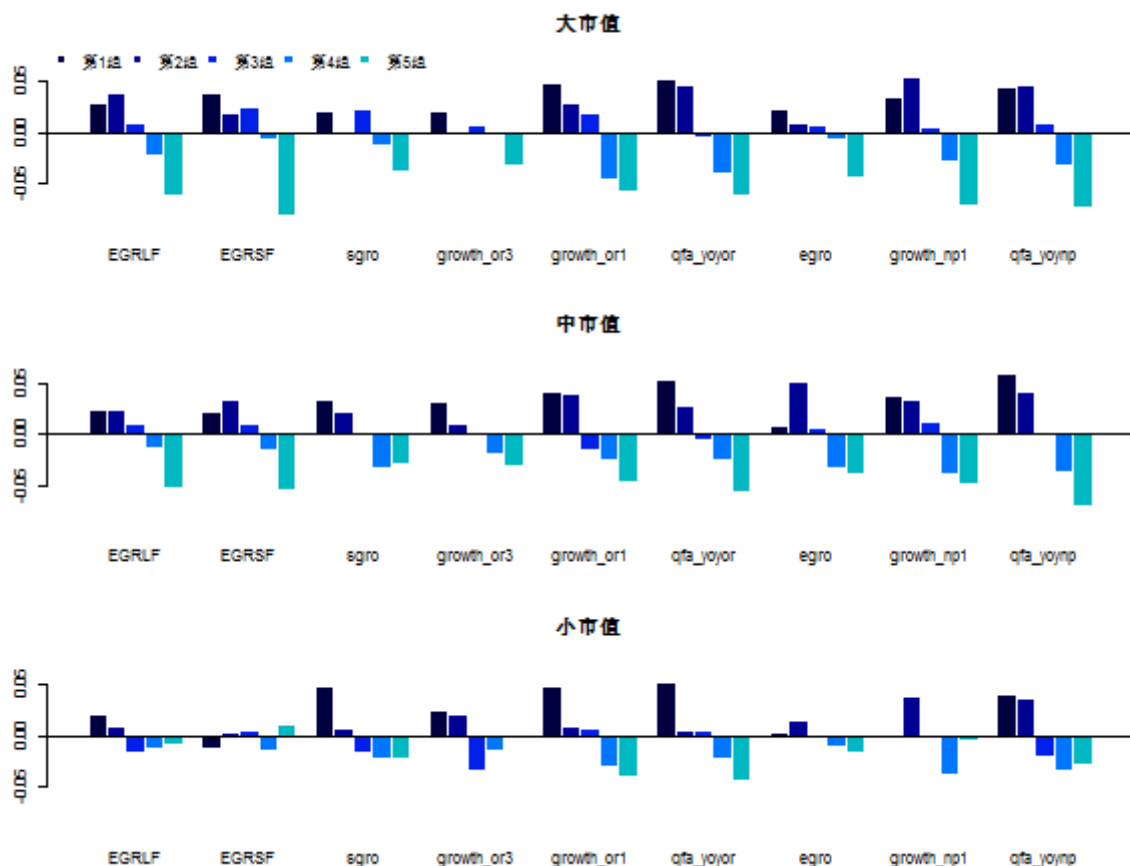 大市值
第1组 第2组 第3组 第4组 第5组
0.05
0.00
-0.05
EGRLF EGRSF sgro growth_or3 growth_or1 qfa_yoyor egro growth_np1 qfa_yoynp
中市值
0.05
0.00
-0.05
EGRLF EGRSF sgro growth_or3 growth_or1 qfa_yoyor egro growth_np1 qfa_yoynp
小市值
0.05
0.00
-0.05
EGRLF EGRSF sgro growth_or3 growth_or1 qfa_yoyor egro growth_np1 qfa_yoynp